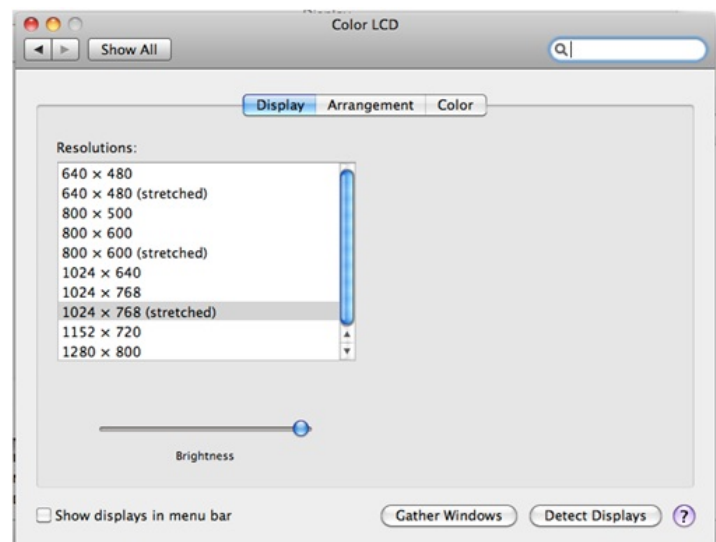 Color LCD
Show All
Display Arrangement Color
Resolutions:
640 × 480
640 × 480 (stretched)
800 × 500
800 × 600
800 × 600 (stretched)
1024 × 640
1024 × 768
1024 × 768 (stretched)
1152 × 720
1280 × 800
Brightness
Show displays in menu bar Gather Windows Detect Displays ?